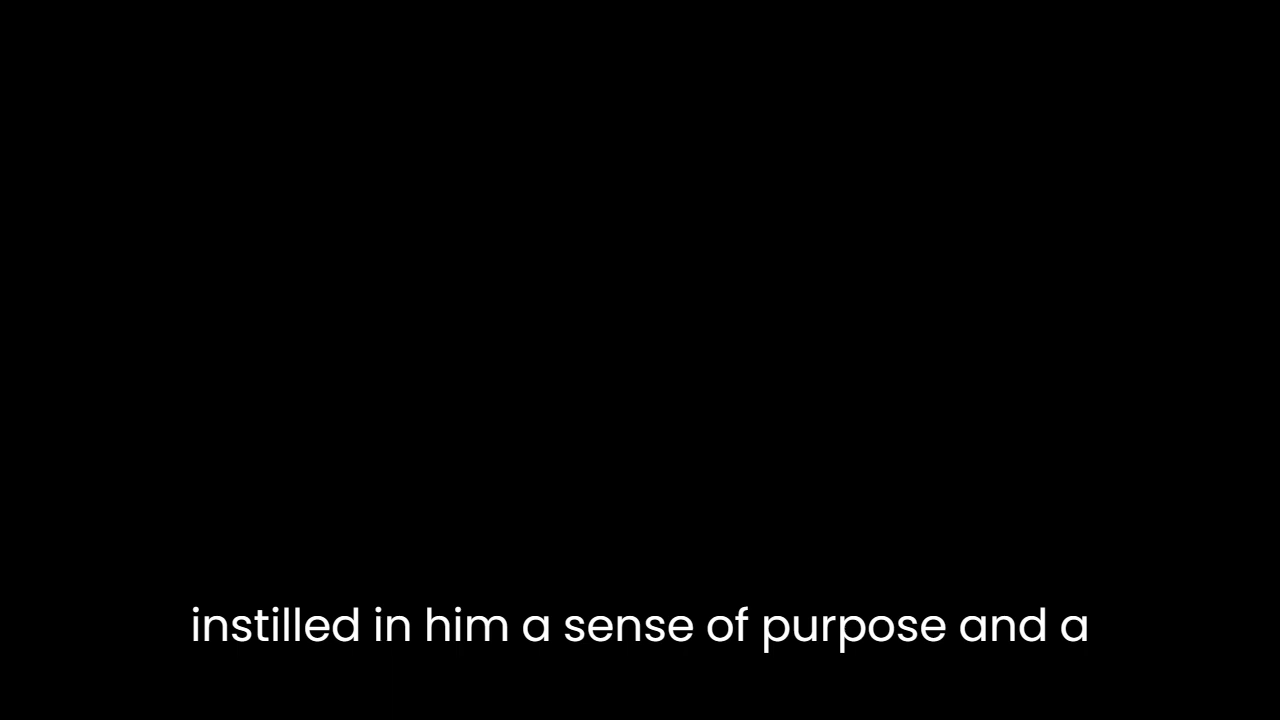 instilled in him a sense of purpose and a